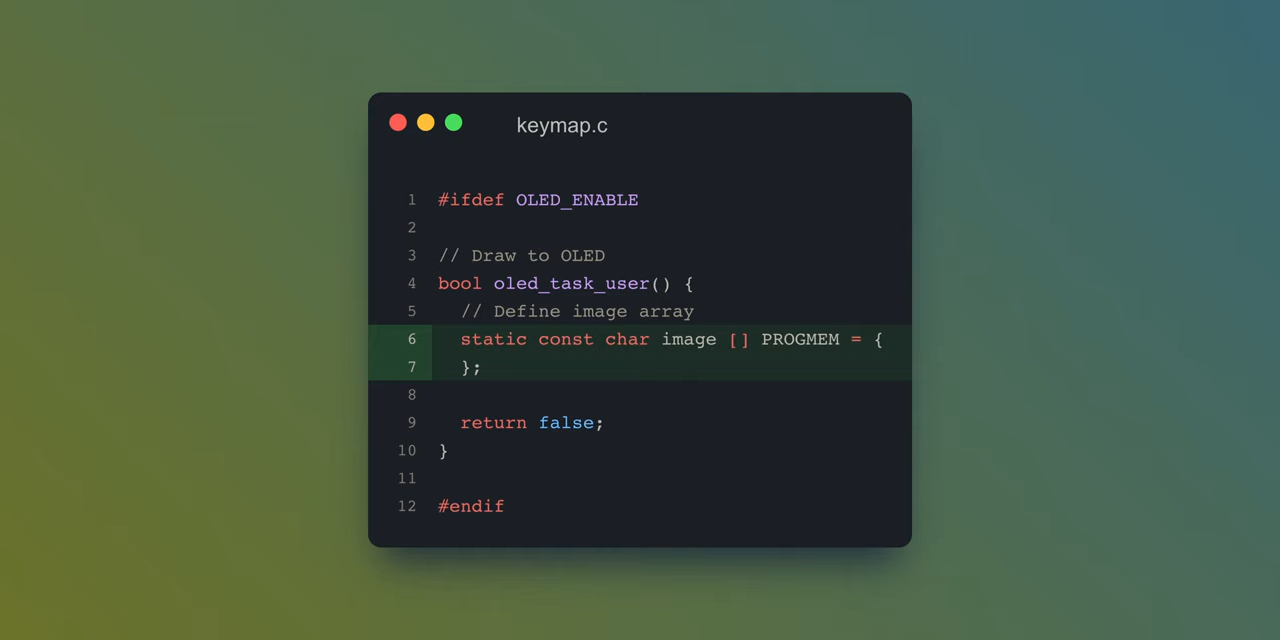 keymap.c
1 #ifdef OLED_ENABLE
2
3 // Draw to OLED
4 bool oled_task_user() {
5 // Define image array
6 static const char image [] PROGMEM = {
7 };
8
9 return false;
10 }
11
12 #endif